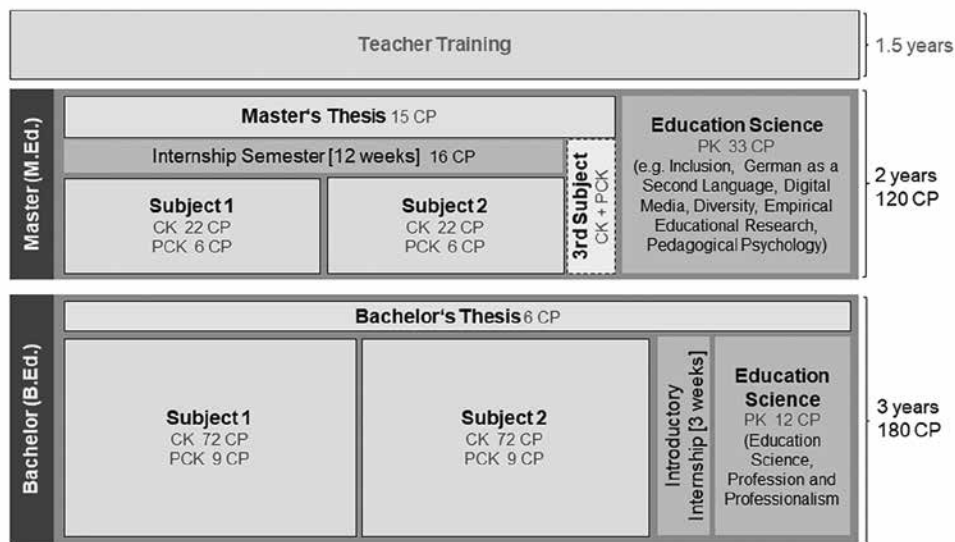 Teacher Training
1.5 years
Master (M.Ed.)
Master's Thesis 15 CP
Internship Semester [12 weeks] 16 CP
Subject 1
CK 22 CP
PCK 6 CP
Subject 2
CK 22 CP
PCK 6 CP
3rd Subject
CK + PCK
Education Science
PK 33 CP
(e.g. Inclusion, German as a
Second Language, Digital
Media, Diversity, Empirical
Educational Research,
Pedagogical Psychology)
2 years
120 CP
Bachelor (B.Ed.)
Bachelor's Thesis 6 CP
Subject 1
CK 72 CP
PCK 9 CP
Subject 2
CK 72 CP
PCK 9 CP
Introductory
Internship [3 weeks]
Education
Science
PK 12 CP
(Education
Science,
Profession and
Professionalism
3 years
180 CP